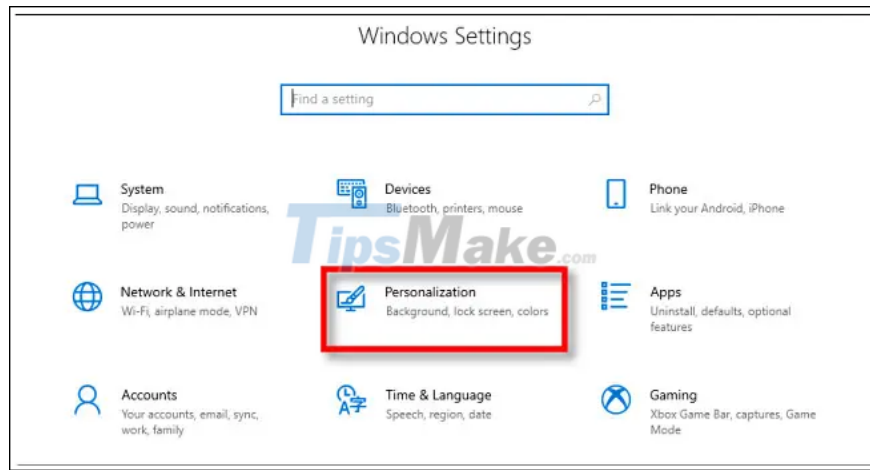 Windows Settings
Find a setting
System
Display, sound, notifications,
power
Devices
Bluetooth, printers, mouse
Phone
Link your Android, iPhone
TipsMake.com
Network & Internet
Wi-Fi, airplane mode, VPN
Personalization
Background, lock screen, colors
Apps
Uninstall, defaults, optional
features
Accounts
Your accounts, email, sync,
work, family
Time & Language
Speech, region, date
Gaming
Xbox Game Bar, captures, Game
Mode